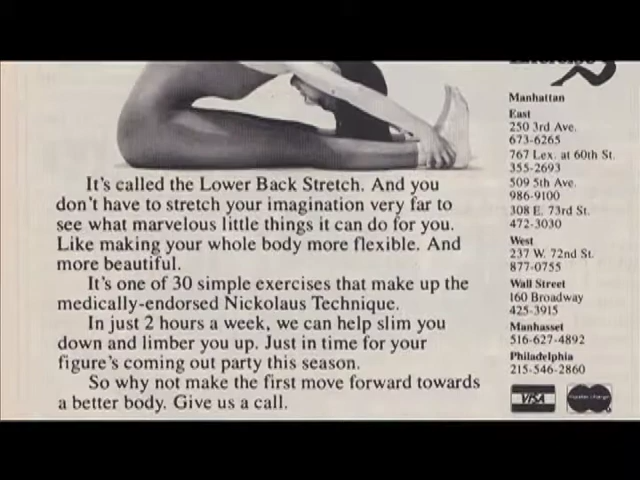 It's called the Lower Back Stretch. And you
don't have to stretch your imagination very far to
see what marvelous little things it can do for you.
Like making your whole body more flexible. And
more beautiful.
It's one of 30 simple exercises that make up the
medically-endorsed Nickolaus Technique.
In just 2 hours a week, we can help slim you
down and limber you up. Just in time for your
figure's coming out party this season.
So why not make the first move forward towards
a better body. Give us a call.
Exercise
Manhattan
East
250 3rd Ave.
673-6265
767 Lex. at 60th St.
355-2693
509 5th Ave.
986-9100
308 E. 73rd St.
472-3030
West
237 W. 72nd St.
877-0755
Wall Street
160 Broadway
425-3915
Manhasset
516-627-4892
Philadelphia
215-546-2860
VISA
master charge